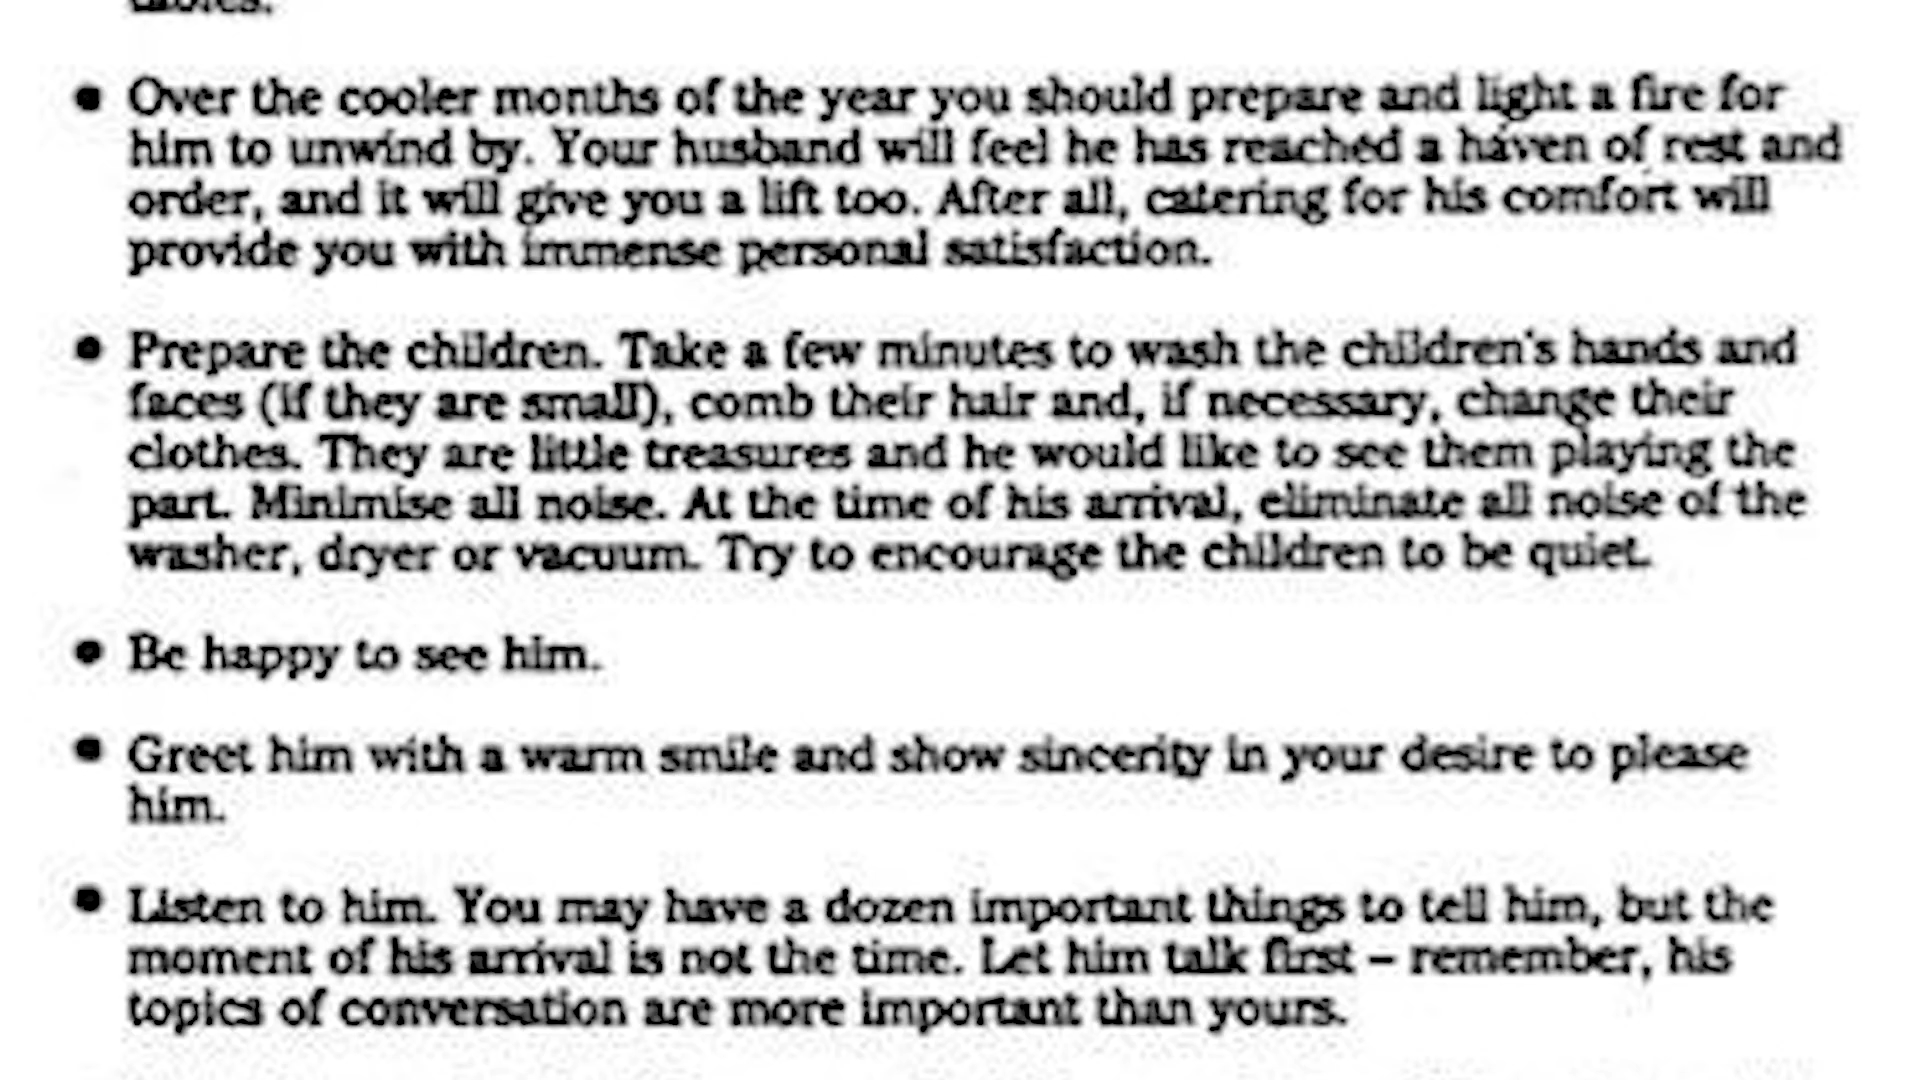 tables.
• Over the cooler months of the year you should prepare and light a fire for
him to unwind by. Your husband will feel he has reached a haven of rest and
order, and it will give you a lift too. After all, catering for his comfort will
provide you with immense personal satisfaction.
• Prepare the children. Take a few minutes to wash the children's hands and
faces (if they are small), comb their hair and, if necessary, change their
clothes. They are little treasures and he would like to see them playing the
part. Minimise all noise. At the time of his arrival, eliminate all noise of the
washer, dryer or vacuum. Try to encourage the children to be quiet.
• Be happy to see him.
• Greet him with a warm smile and show sincerity in your desire to please
him.
• Listen to him. You may have a dozen important things to tell him, but the
moment of his arrival is not the time. Let him talk first – remember, his
topics of conversation are more important than yours.